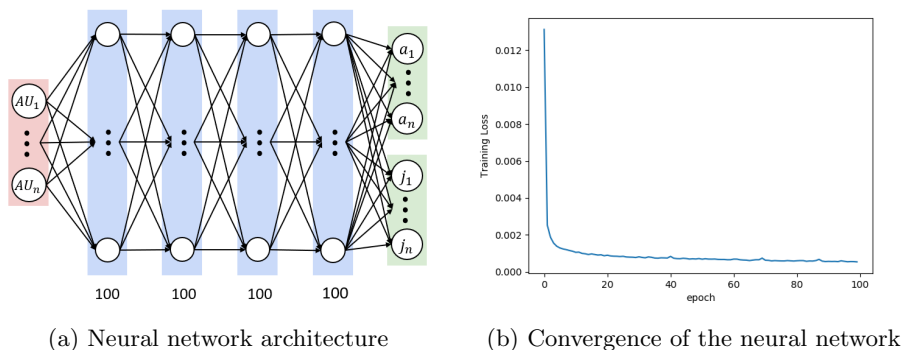 AU₁
AUₙ
a₁
aₙ
j₁
jₙ
100 100 100 100
(a) Neural network architecture
0.012
0.010
0.008
0.006
0.004
0.002
0.000
Training Loss
0 20 40 60 80 100
epoch
(b) Convergence of the neural network